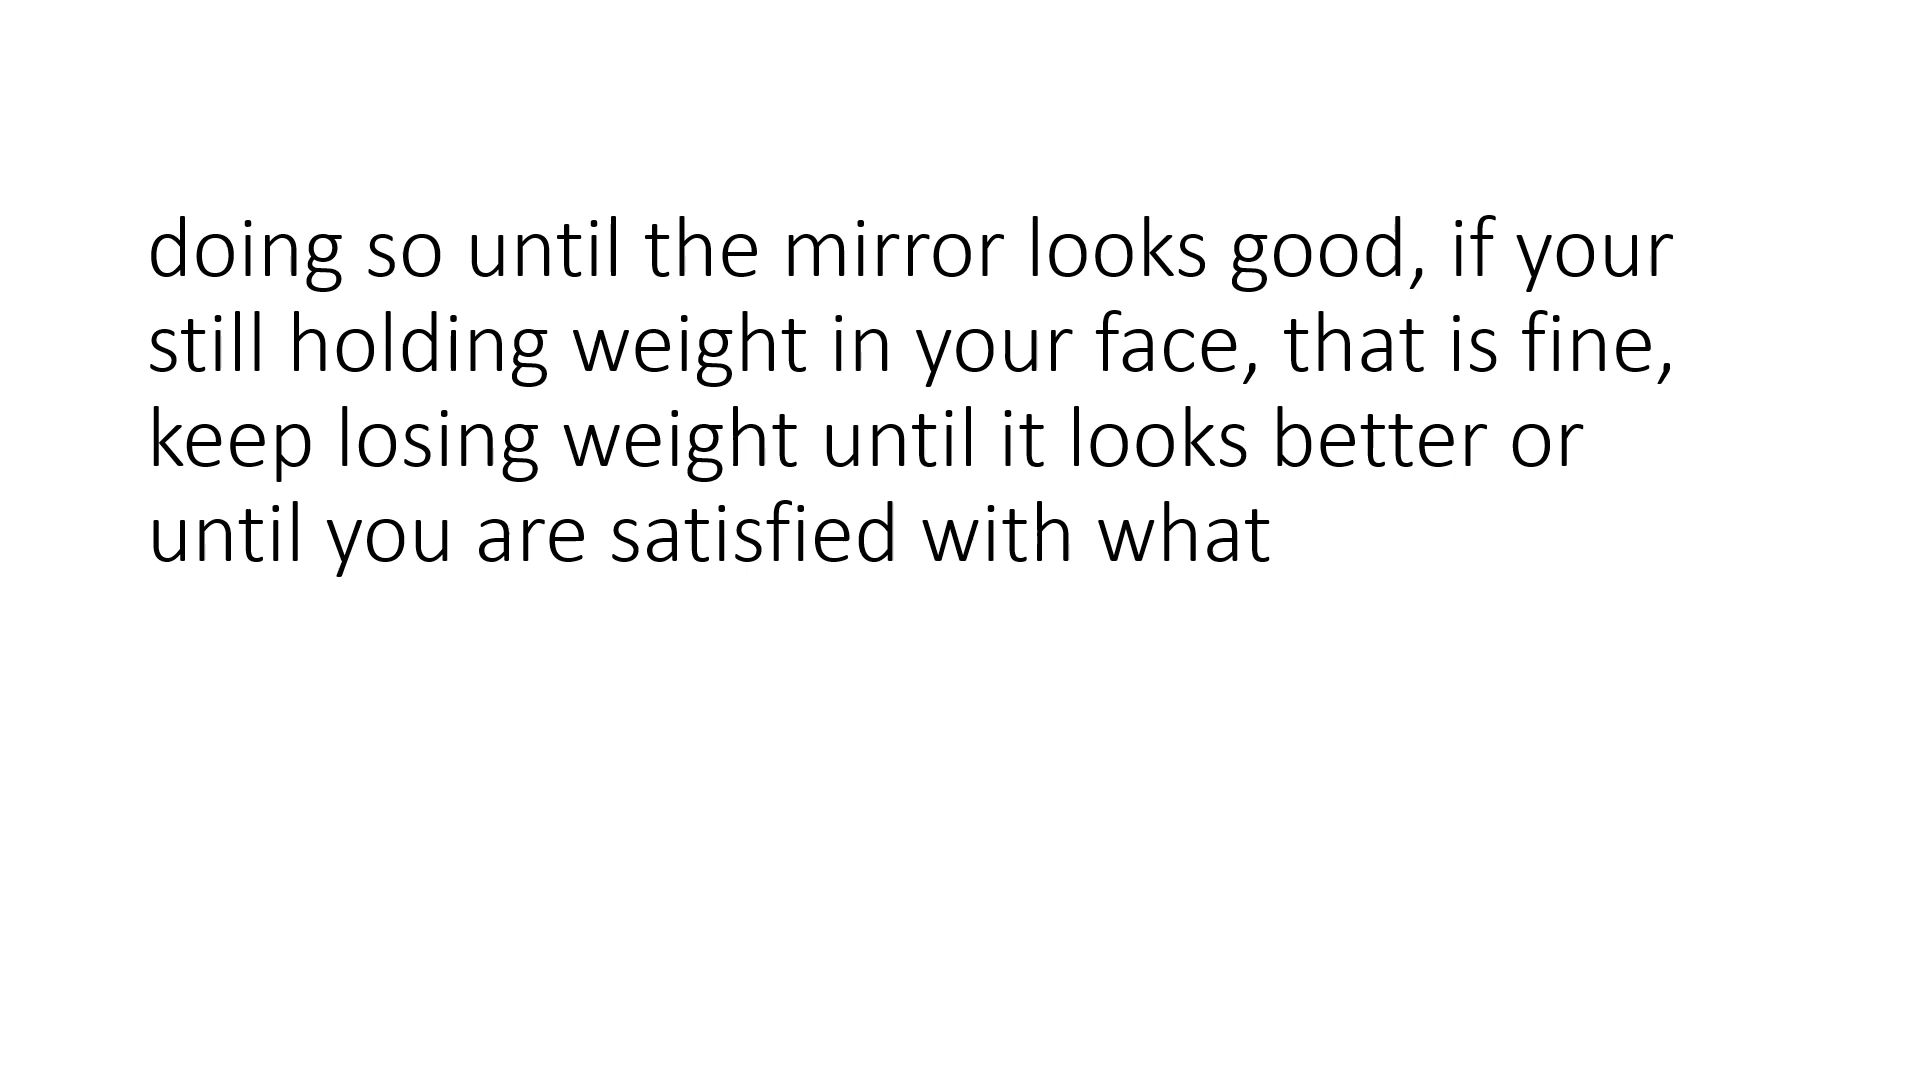 doing so until the mirror looks good, if your
still holding weight in your face, that is fine,
keep losing weight until it looks better or
until you are satisfied with what